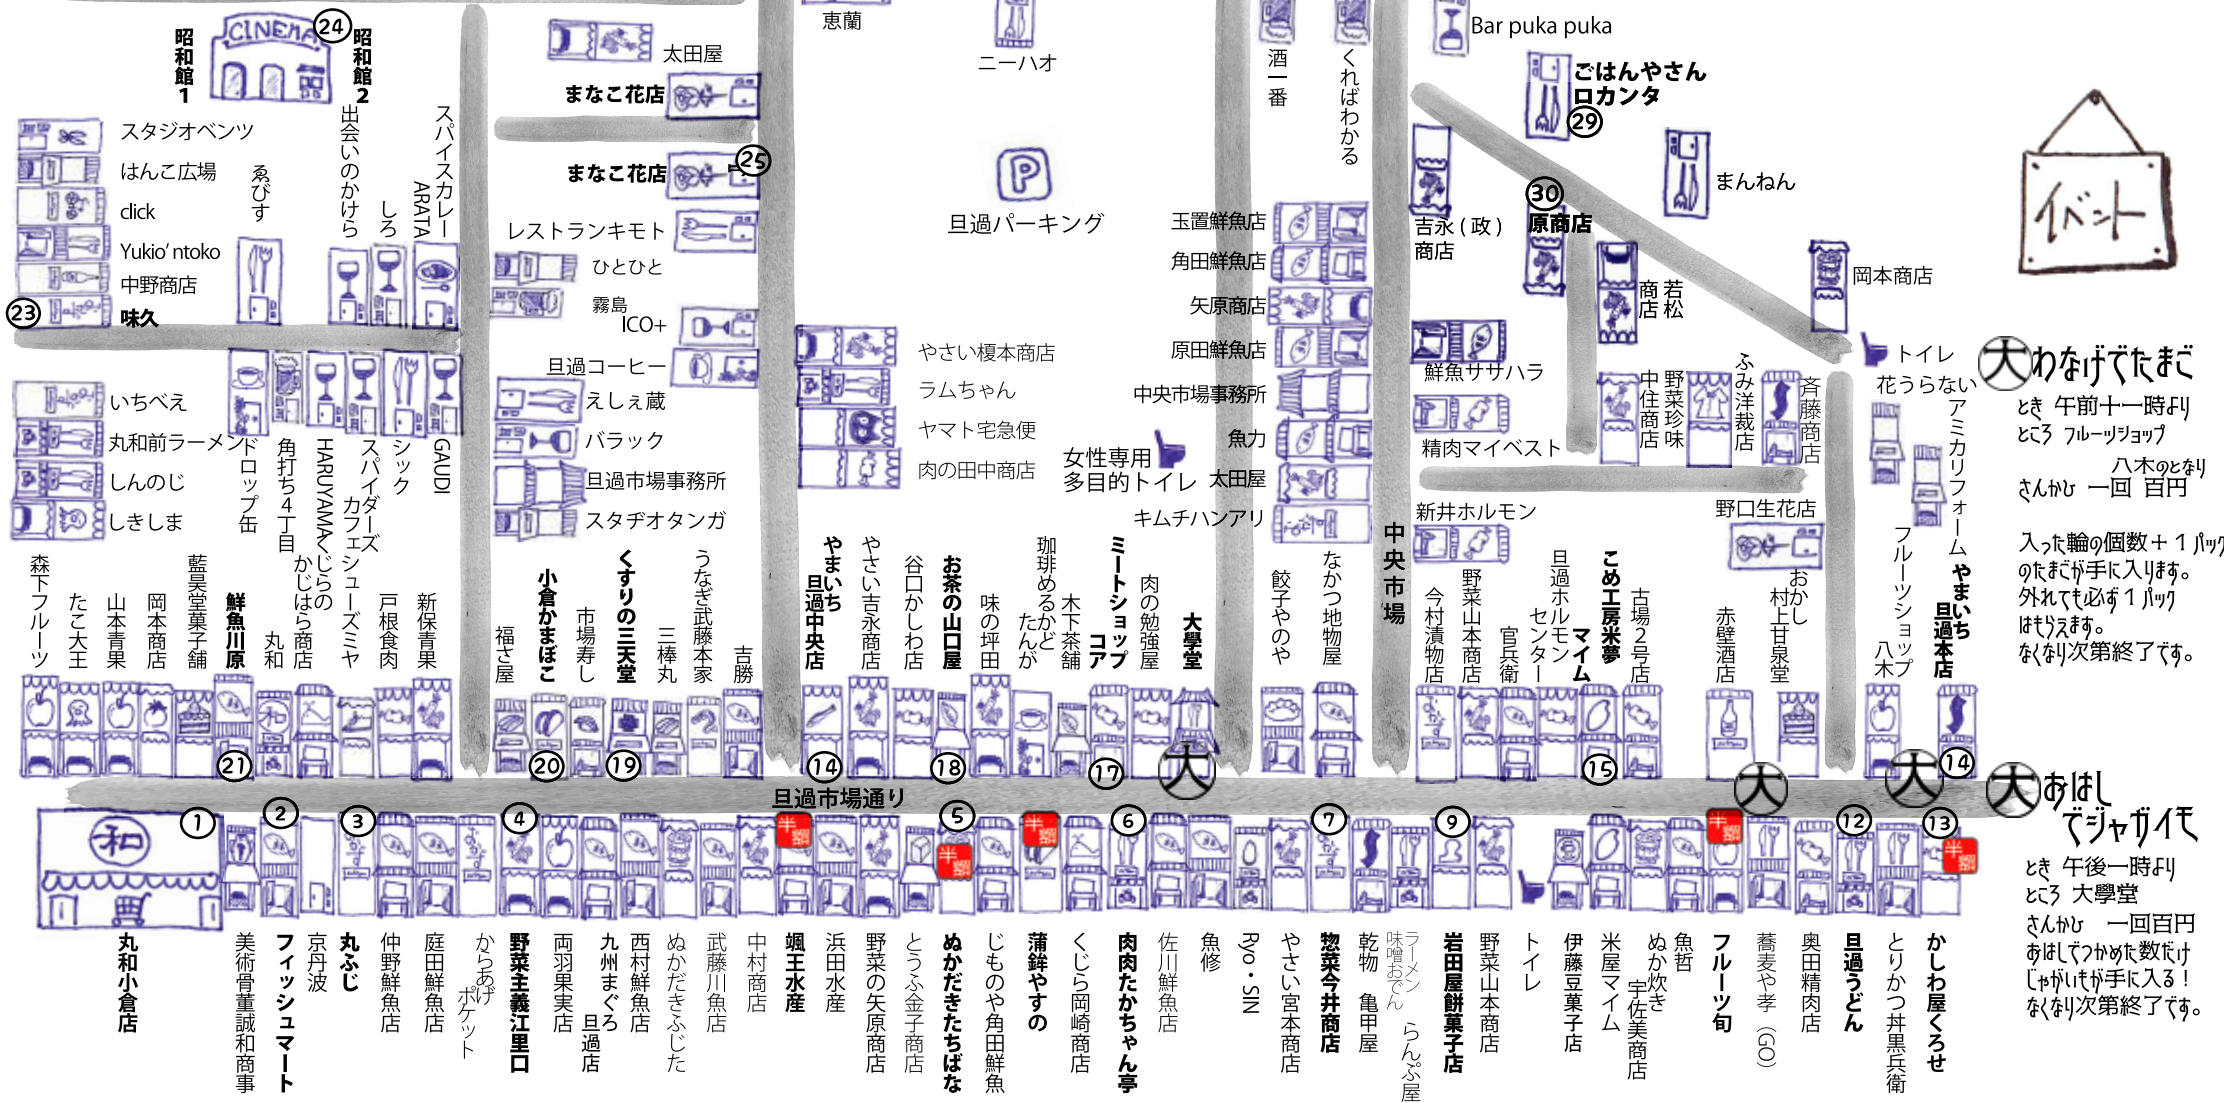 CINEMA
24
昭和館1
昭和館2
スタジオベンツ
はんこ広場
click
Yukio'ntoko
中野商店
23
味久
ゑびす
出会いのかけら
しろ
スパイスカレー
ARATA
いちべえ
丸和前ラーメン
しんのじ
しきしま
ドロップ缶
角打ち4丁目
HARUYAMA
スパイダーズ
カフェ
シック
GAUDI
太田屋
まなこ花店
25
まなこ花店
レストランキモト
ひとひと
霧島
ICO+
旦過コーヒー
えしぇ蔵
バラック
旦過市場事務所
スタヂオタンガ
恵蘭
ニーハオ
P
旦過パーキング
やさい榎本商店
ラムちゃん
ヤマト宅急便
肉の田中商店
女性専用
多目的トイレ
酒一番
くればわかる
玉置鮮魚店
角田鮮魚店
矢原商店
原田鮮魚店
中央市場事務所
魚力
太田屋
キムチハンアリ
中央市場
Bar puka puka
ごはんやさん
ロカンタ
29
まんねん
30
原商店
吉永(政)
商店
若松
商店
岡本商店
鮮魚ササハラ
精肉マイベスト
中住商店
野菜珍味
ふみ洋裁店
斉藤商店
新井ホルモン
野口生花店
トイレ
花うらない
アミカリフォーム
イベント
大 わなげでたまご
とき 午前十一時より
ところ フルーツショップ
八木のとなり
さんかひ 一回 百円
入った輪の個数+1パック
のたまごが手に入ります。
外れても必ず1パック
はもらえます。
なくなり次第終了です。
森下フルーツ
たこ大王
山本青果
岡本商店
藍昊堂菓子舗
鮮魚川原
丸和
かじはら商店
くじらの
シューズミヤ
戸根食肉
新保青果
福さ屋
小倉かまぼこ
市場寿し
くすりの三天堂
三棒丸
うなぎ武藤本家
吉勝
やまいち
旦過中央店
やさい吉永商店
谷口かしわ店
お茶の山口屋
味の坪田
珈琲めるかど
たんが
木下茶舗
ミートショップ
コア
肉の勉強屋
大學堂
餃子やのや
なかつ地物屋
今村漬物店
野菜山本商店
官兵衛
旦過ホルモン
センター
こめ工房米夢
マイム
古場2号店
赤壁酒店
おかし
村上甘泉堂
フルーツショップ
八木
やまいち
旦過本店
21
20
19
14
18
17
大
15
大
大
14
旦過市場通り
和
1
2
3
4
半額
5
半額
半額
6
7
9
半額
12
13
半額
丸和小倉店
美術骨董誠和商事
フィッシュマート
京丹波
丸ふじ
仲野鮮魚店
庭田鮮魚店
からあげ
ポケット
野菜主義江里口
両羽果実店
九州まぐろ
旦過店
西村鮮魚店
ぬかだきふじた
武藤川魚店
中村商店
颯王水産
浜田水産
野菜の矢原商店
とうふ金子商店
ぬかだきたちばな
じものや角田鮮魚
蒲鉾やすの
くじら岡崎商店
肉肉たかちゃん亭
佐川鮮魚店
魚修
Ryo・SIN
やさい宮本商店
惣菜今井商店
乾物 亀甲屋
ラーメン
味噌おでん
らんぷ屋
岩田屋餅菓子店
野菜山本商店
トイレ
伊藤豆菓子店
米屋マイム
ぬか炊き
宇佐美商店
魚哲
フルーツ旬
蕎麦や孝(GO)
奥田精肉店
旦過うどん
とりかつ丼黒兵衛
かしわ屋くろせ
大 おはし
でジャガイモ
とき 午後一時より
ところ 大學堂
さんかひ 一回百円
おはしでつかめた数だけ
じゃがいもが手に入る!
なくなり次第終了です。